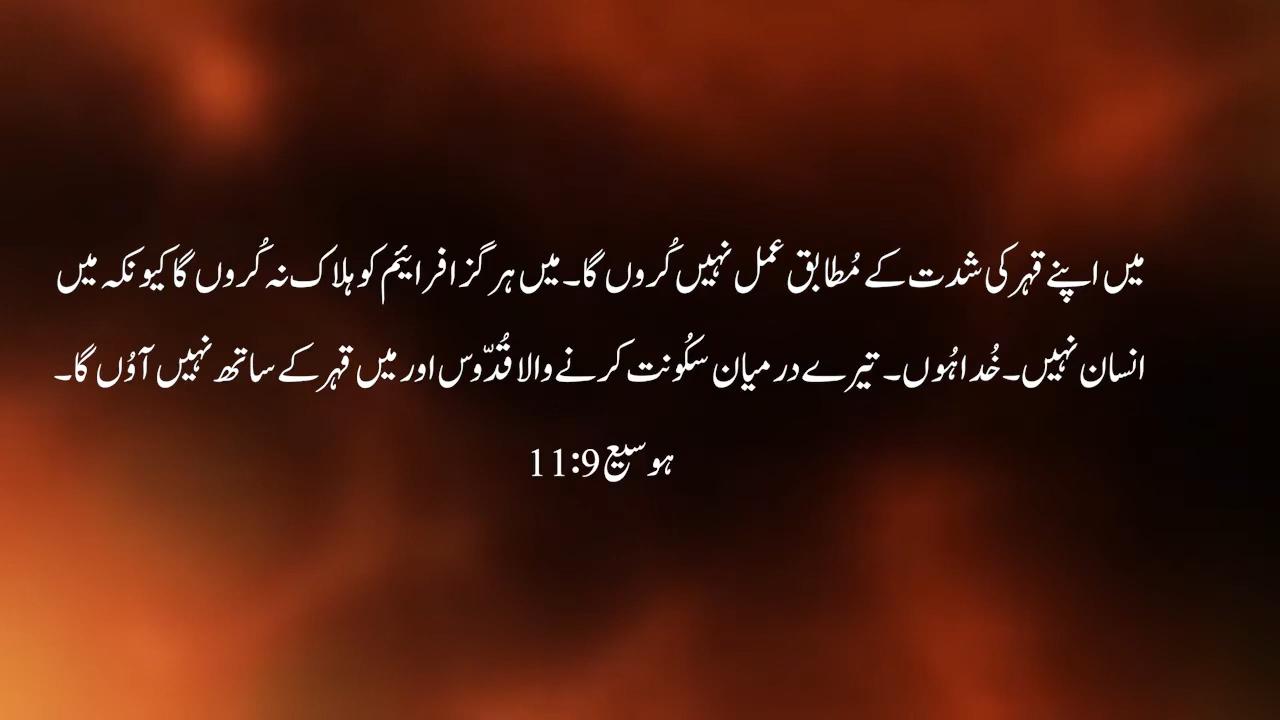 میں اپنے قہر کی شدت کے مُطابق عمل نہیں کُروں گا۔ میں ہرگز افرائیم کو ہلاک نہ کُروں گا کیونکہ میں
انسان نہیں۔ خُدا ہُوں۔ تیرے درمیان سکُونت کرنے والا قُدّوس اور میں قہر کے ساتھ نہیں آؤں گا۔
ہوسیع 11:9